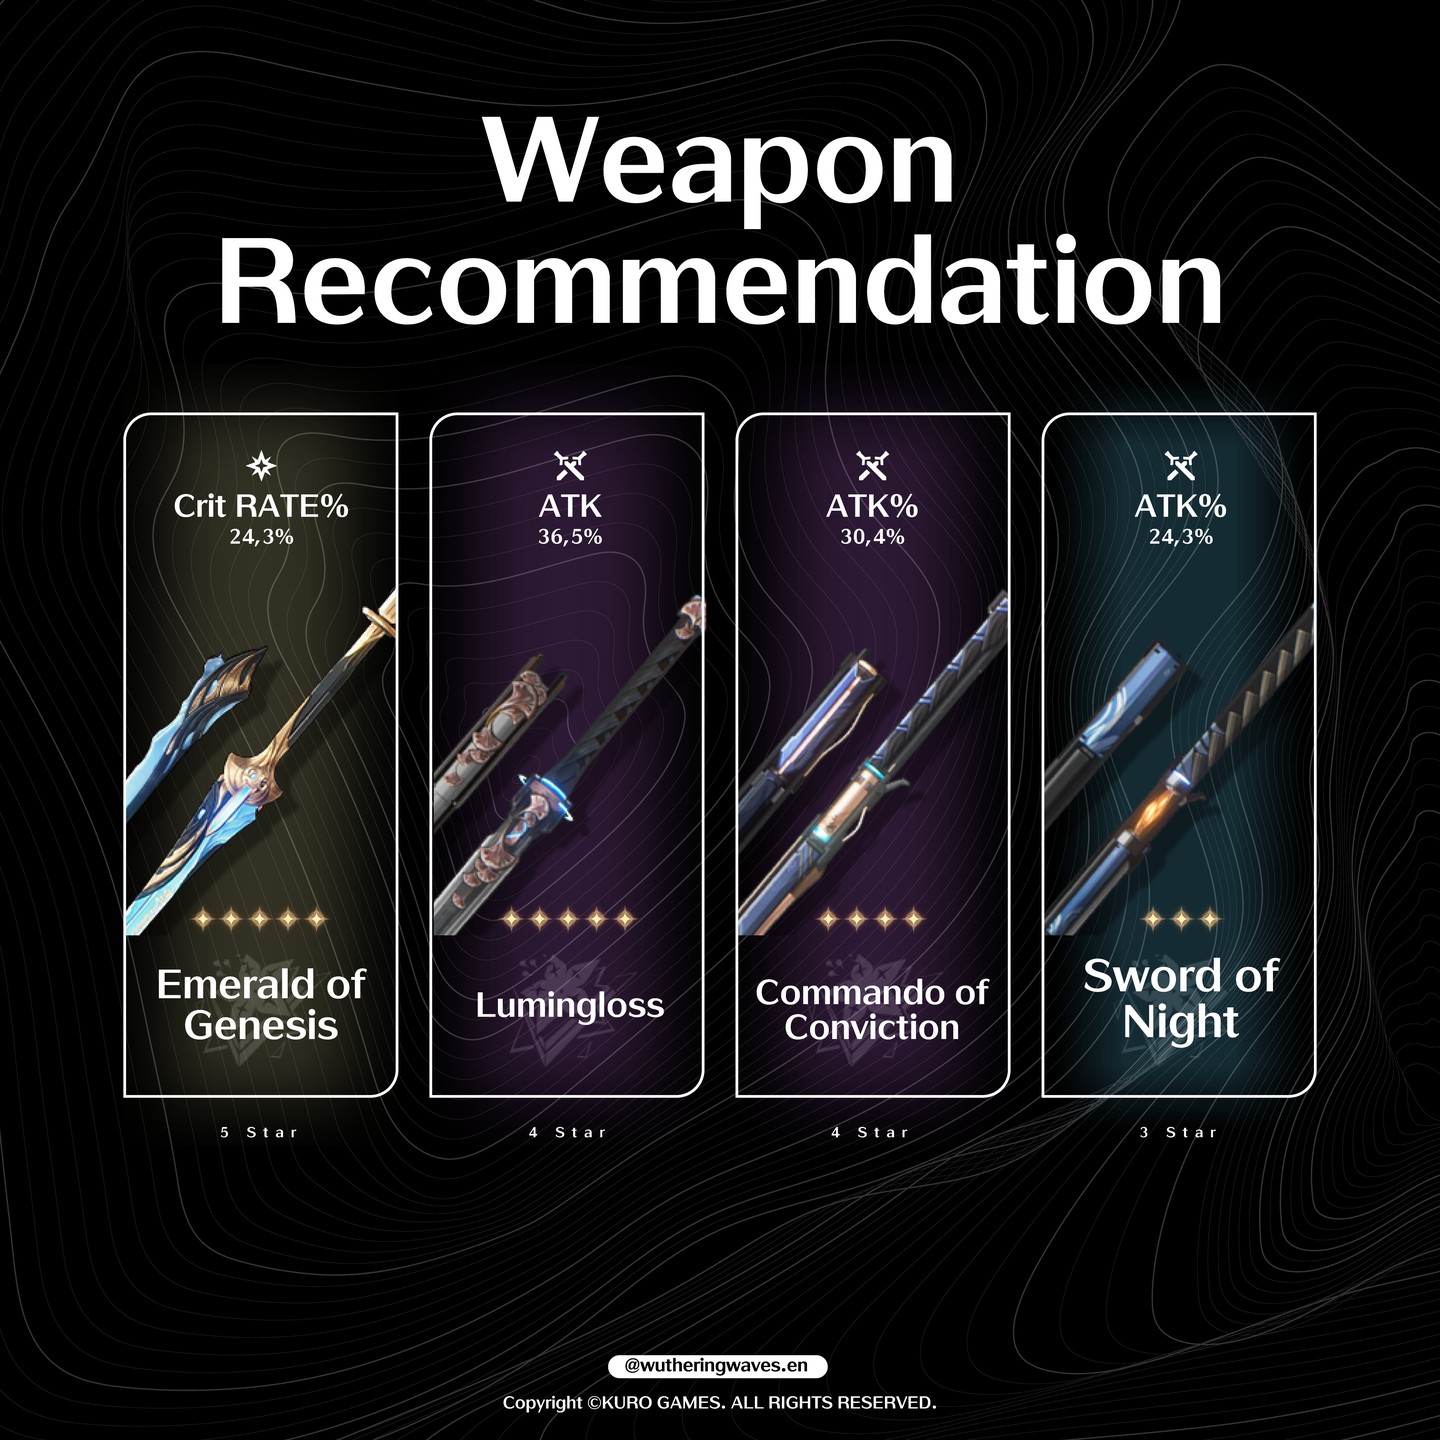 Weapon
Recommendation
Crit RATE%
24,3%
Emerald of
Genesis
5 Star
ATK
36,5%
Lumingloss
4 Star
ATK%
30,4%
Commando of
Conviction
4 Star
ATK%
24,3%
Sword of
Night
3 Star
@wutheringwaves.en
Copyright ©KURO GAMES. ALL RIGHTS RESERVED.